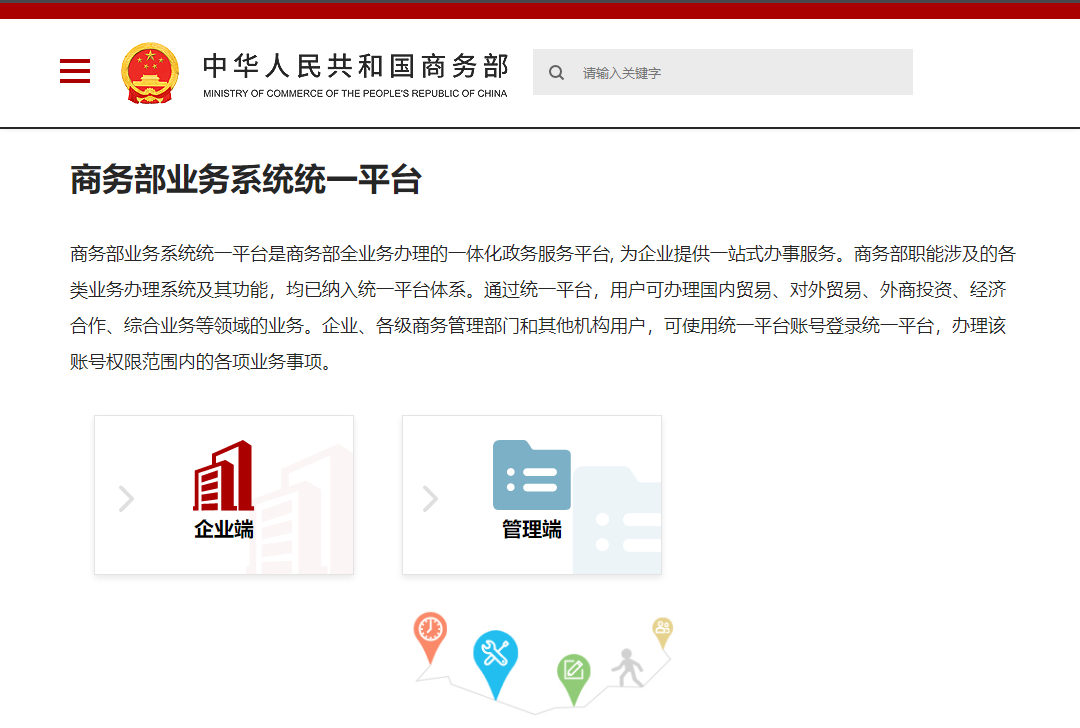 中华人民共和国商务部
MINISTRY OF COMMERCE OF THE PEOPLE'S REPUBLIC OF CHINA
请输入关键字
商务部业务系统统一平台
商务部业务系统统一平台是商务部全业务办理的一体化政务服务平台, 为企业提供一站式办事服务。商务部职能涉及的各
类业务办理系统及其功能，均已纳入统一平台体系。通过统一平台，用户可办理国内贸易、对外贸易、外商投资、经济
合作、综合业务等领域的业务。企业、各级商务管理部门和其他机构用户，可使用统一平台账号登录统一平台，办理该
账号权限范围内的各项业务事项。
企业端
管理端